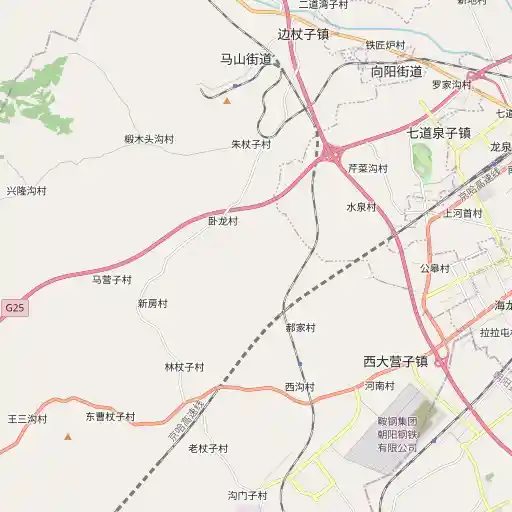 二道湾子村
边杖子镇
铁匠炉村
马山街道
向阳街道
罗家沟村
七道泉子镇
椴木头沟村
朱杖子村
龙泉
芹菜沟村
京哈高速线
兴隆沟村
水泉村
上河首村
卧龙村
公皋村
马营子村
新房村
G25
海龙
郝家村
拉拉屯村
西大营子镇
林杖子村
西沟村
河南村
王三沟村
东曹杖子村
京哈高速线
鞍钢集团
朝阳钢铁
有限公司
老杖子村
沟门子村